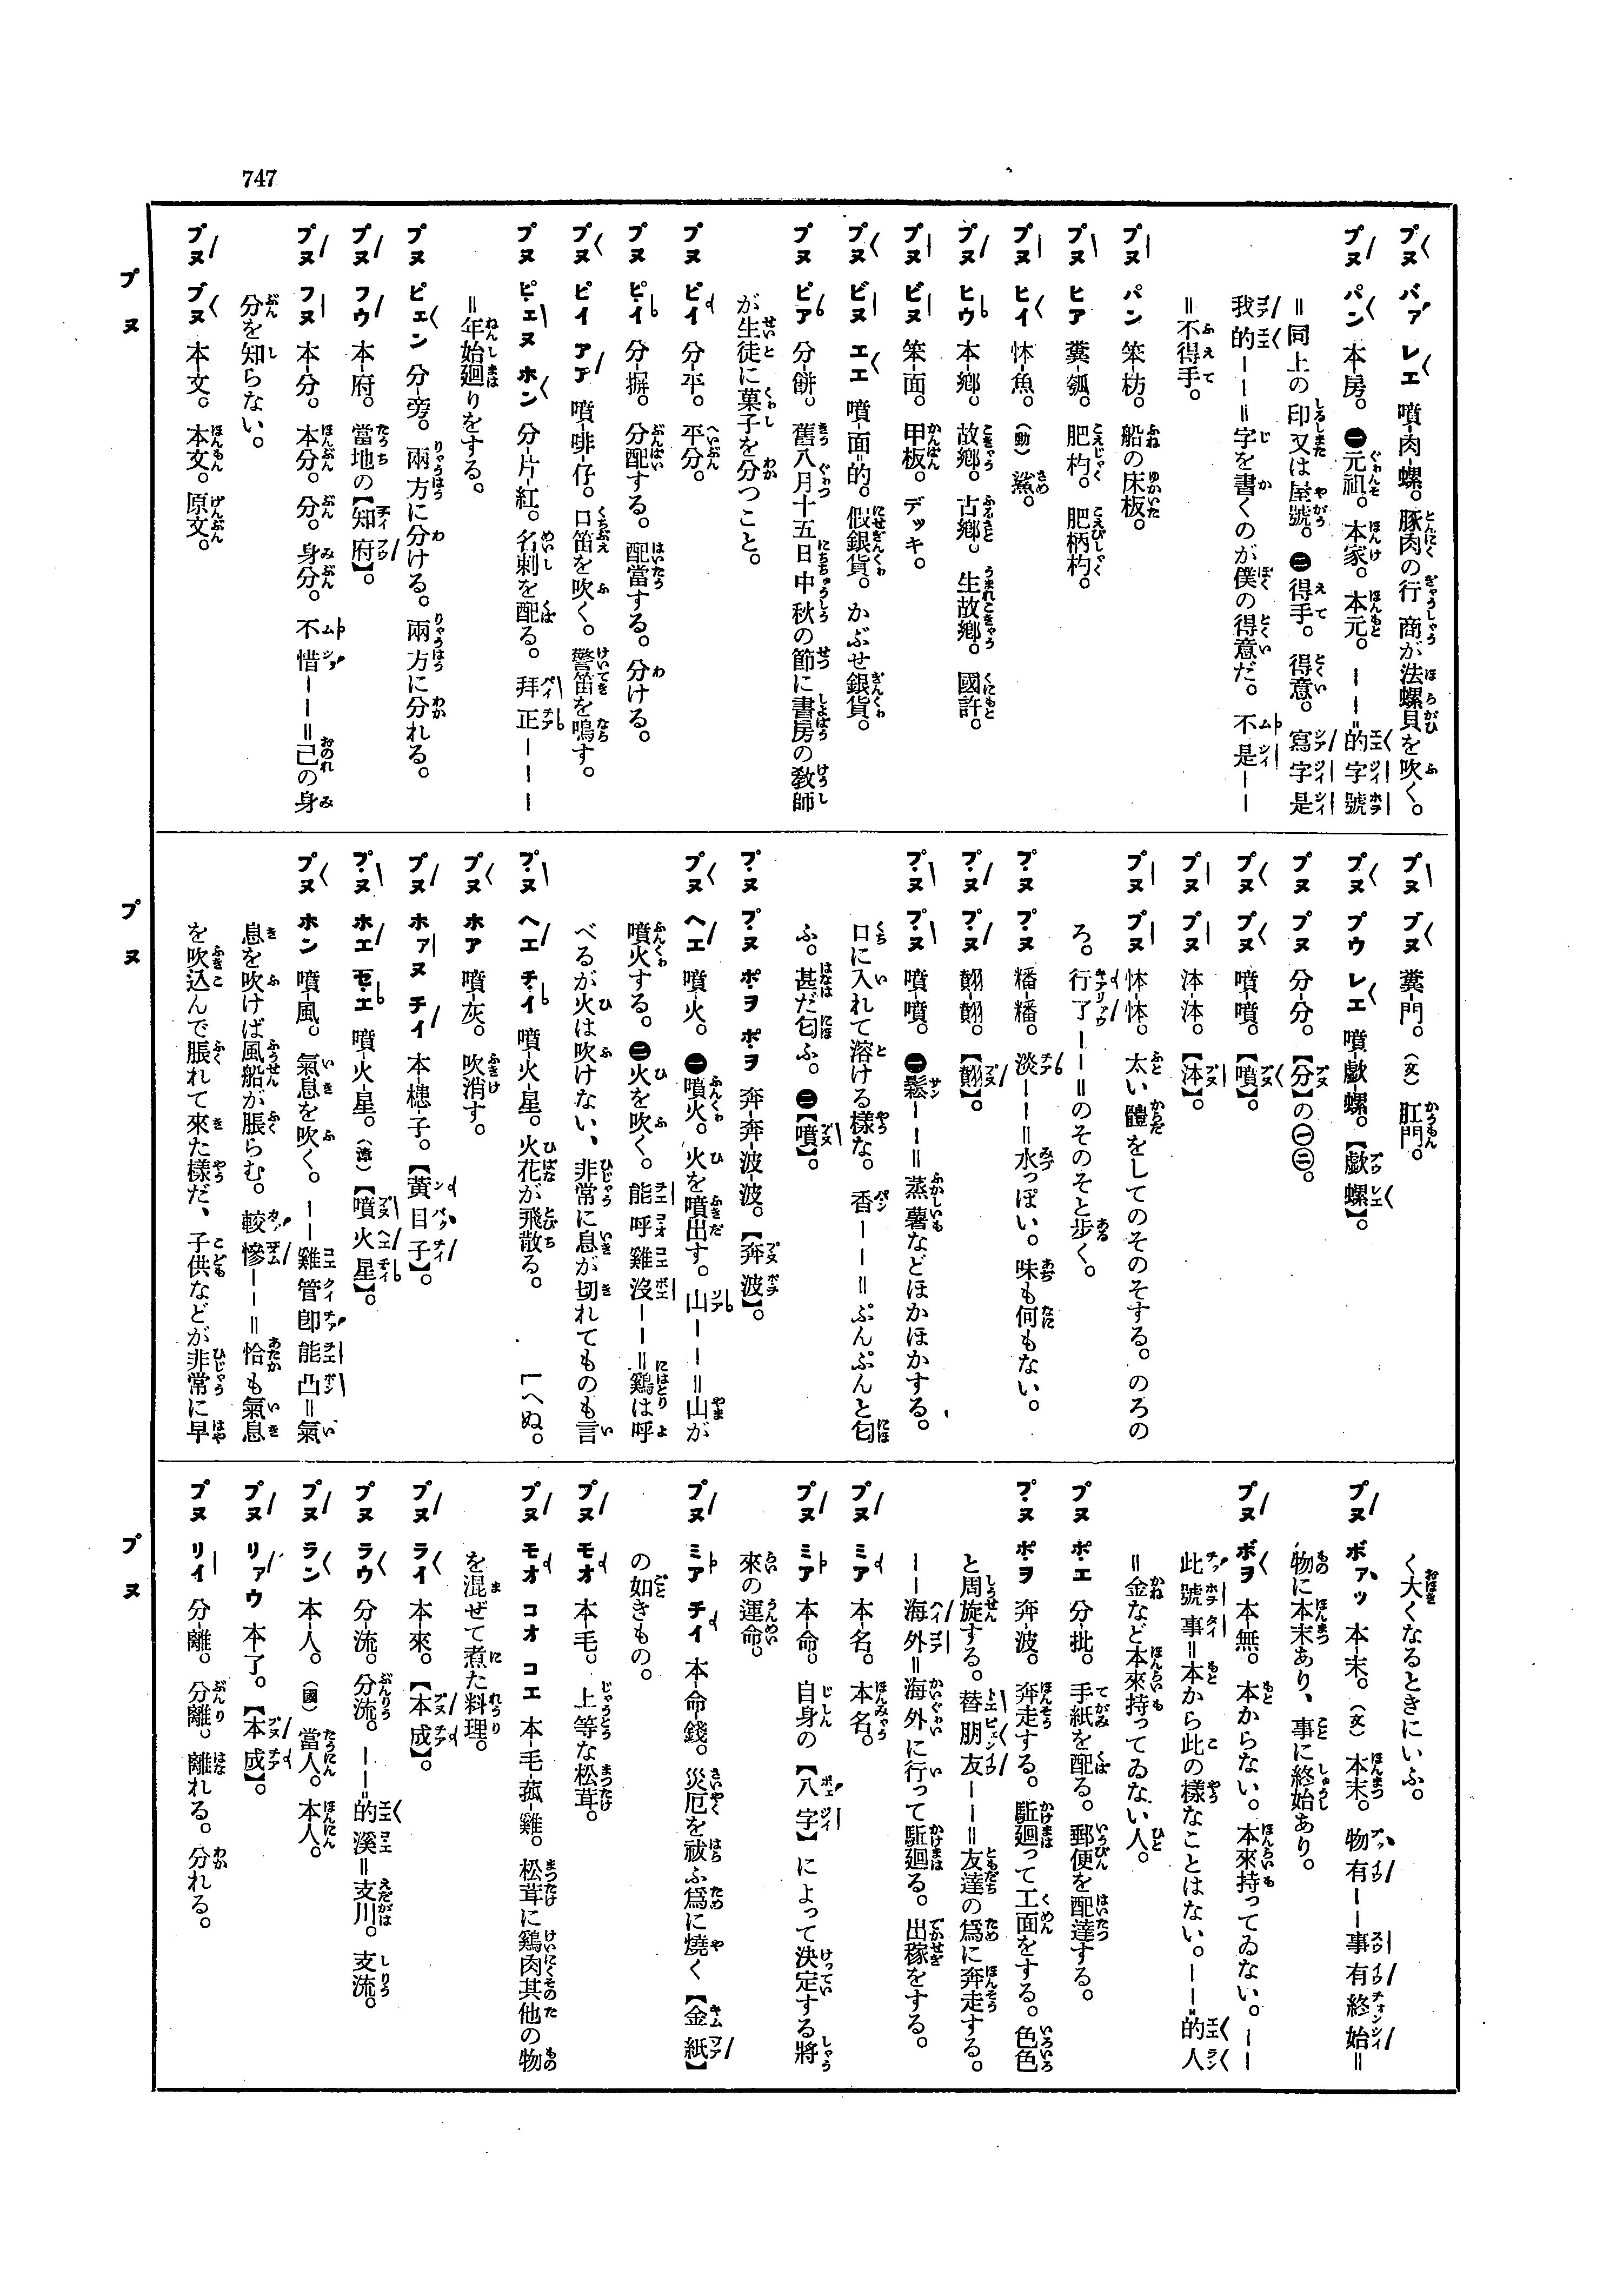 747
プヌ バァ レエ 噴-肉-螺。豚肉の行商が法螺貝を吹く。
プヌ パン 本-房。㊀元祖。本家。本元。——=的字號
=同上の印又は屋號。㊁得手。得意。寫字是
我的——=字を書くのが僕の得意だ。不是——
=不得手。
プヌ パン 笨-枋。船の床板。
プヌ ヒア 糞-瓠。肥杓。肥柄杓。
プヌ ヒイ 体-魚。(動)鯊。
プヌ ヒウ 本-鄕。故鄕。古鄕。生故鄕。國許。
プヌ ビヌ 笨-面。甲板。デッキ。
プヌ ビヌ エエ 噴-面=的。假銀貨。かぶせ銀貨。
プヌ ピア 分-餅。舊八月十五日中秋の節に書房の敎師
が生徒に菓子を分つこと。
プヌ ピイ 分-平。平分。
プヌ ピイ 分-摒。分配する。配當する。分ける。
プヌ ピイ アア 噴-啡-仔。口笛を吹く。警笛を鳴す。
プヌ ピエヌ ホン 分-片-紅。名剌を配る。拜正———
=年始廻りをする。
プヌ ピェン 分-旁。兩方に分ける。兩方に分れる。
プヌ フウ 本-府。當地の【知府】。
プヌ フヌ 本-分。本分。分。身分。不惜——=己の身
分を知らない。
プヌ ブヌ 本-文。本文。原文。
プヌ
プヌ ブヌ 糞-門。(文)肛門。
プヌ プウ レエ 噴-歕-螺。【歕螺】。
プヌ プヌ 分-分。【分】の㊀㊁。
プヌ プヌ 噴-噴。【噴】。
プヌ プヌ 泍-泍。【泍】。
プヌ プヌ 体-体。太い體をしてのそのそする。のろの
ろ。行了——=のそのそと步く。
プヌ プヌ 糒-糒。淡——=水っぽい。味も何もない。
プヌ プヌ 翸-翸。【翸】。
プヌ プヌ 噴-噴。㊀鬆——=蒸薯などほかほかする。
口に入れて溶ける樣な。香——=ぷんぷんと匂
ふ。甚だ匂ふ。㊁【噴】。
プヌ プヌ ポヲ ポヲ 奔-奔-波-波。【奔波】。
プヌ ヘエ 噴-火。㊀噴火。火を噴出す。山——=山が
噴火する。㊁火を吹く。能呼雞沒——=鷄は呼
べるが火は吹けない、非常に息が切れてものも言
プヌ ヘエ チイ 噴-火-星。火花が飛散る。 [へぬ。
プヌ ホア 噴-灰。吹消す。
プヌ ホァヌ チイ 本-槵-子。【黃目子】。
プヌ ホエ セエ 噴-火-星。(漳)【噴火星】。
プヌ ホン 噴-風。氣息を吹く。——雞管卽能凸=氣
息を吹けば風船が脹らむ。較慘——=恰も氣息
を吹込んで脹れて來た樣だ、子供などが非常に早
プヌ
く大くなるときにいふ。
プヌ ボァッ 本-末。(文)本末。物有——事有終始=
物に本末あり、事に終始あり。
プヌ ボヲ 本-無。本からない。本來持ってゐない。——
此號事=本から此の樣なことはない。——的人
=金など本來持ってゐない人。
プヌ ポエ 分-批。手紙を配る。郵便を配達する。
プヌ ポヲ 奔-波。奔走する。駈廻って工面をする。色色
と周旋する。替朋友——=友達の爲に奔走する。
——海外=海外に行って駈廻る。出稼をする。
プヌ ミア 本-名。本名。
プヌ ミア 本-命。自身の【八字】によって決定する將
來の運命。
プヌ ミア チイ 本-命-錢。災厄を祓ふ爲に燒く【金紙】
の如きもの。
プヌ モオ 本-毛。上等な松茸。
プヌ モオ コオ コエ 本-毛-菰-雞。松茸に鷄肉其他の物
を混ぜて煮た料理。
プヌ ライ 本-來。【本成】。
プヌ ラウ 分-流。分流。——=的溪=支川。支流。
プヌ ラン 本-人。(國)當人。本人。
プヌ リァウ 本-了。【本成】。
プヌ リイ 分-離。分離。離れる。分れる。
プヌ